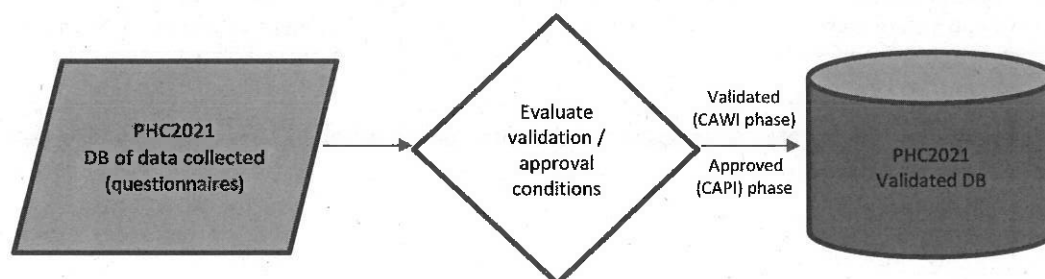 PHC2021
DB of data collected
(questionnaires)
Evaluate
validation /
approval
conditions
Validated
(CAWI phase)
Approved
(CAPI) phase
PHC2021
Validated DB